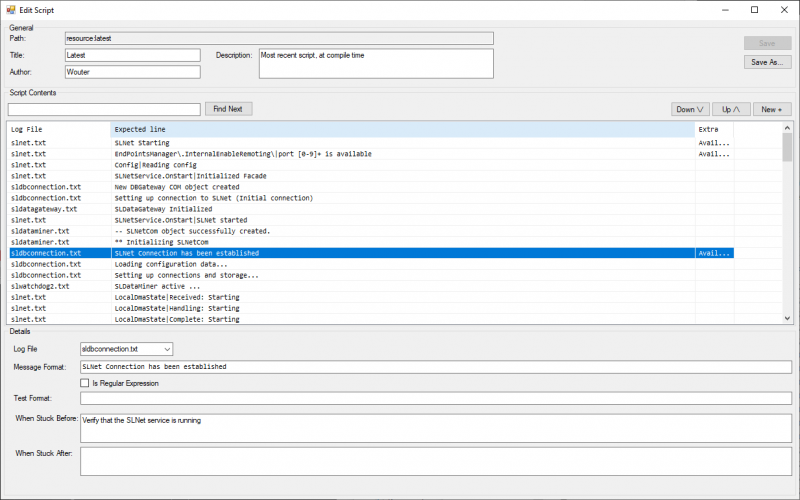 Edit Script
General
Path: resource:latest
Title: Latest Description: Most recent script, at compile time
Author: Wouter
Save
Save As...
Script Contents
Find Next Down \/ Up /\ New +
Log File Expected line Extra
slnet.txt SLNet Starting Avail...
slnet.txt EndPointsManager\.InternalEnableRemoting\|port [0-9]+ is available Avail...
slnet.txt Config|Reading config
slnet.txt SLNetService.OnStart|Initialized Facade
sldbconnection.txt New DBGateway COM object created
sldbconnection.txt Setting up connection to SLNet (Initial connection)
sldatagateway.txt SLDataGateway Initialized
slnet.txt SLNetService.OnStart|SLNet started
sldataminer.txt -- SLNetCom object successfully created.
sldataminer.txt ** Initializing SLNetCom
sldbconnection.txt SLNet Connection has been established Avail...
sldbconnection.txt Loading configuration data...
sldbconnection.txt Setting up connections and storage...
slwatchdog2.txt SLDataMiner active ...
slnet.txt LocalDmaState|Received: Starting
slnet.txt LocalDmaState|Handling: Starting
slnet.txt LocalDmaState|Complete: Starting
Details
Log File sldbconnection.txt
Message Format: SLNet Connection has been established
Is Regular Expression
Test Format:
When Stuck Before: Verify that the SLNet service is running
When Stuck After: